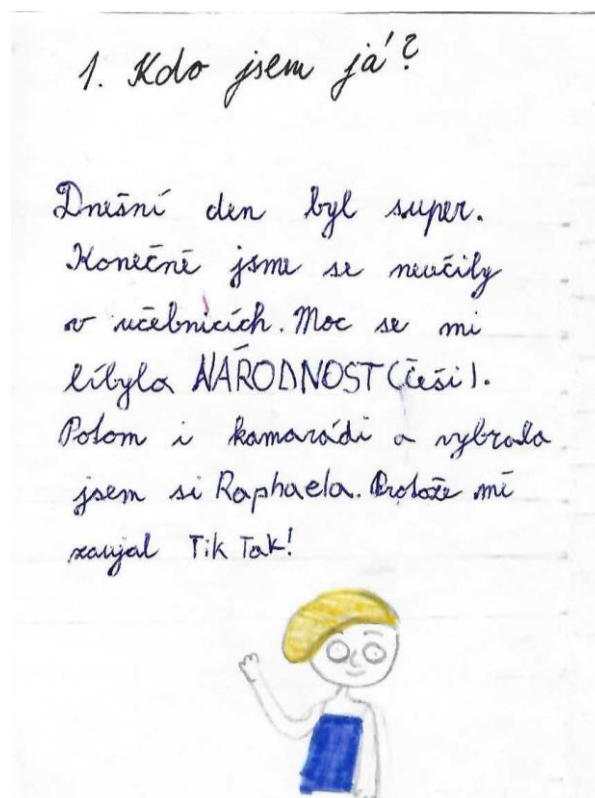 1. Kdo jsem já?
Dnešní den byl super.
Konečně jsme se neučily
v učebnicích. Moc se mi
líbyla NÁRODNOST (češi).
Potom i kamarádi a vybrala
jsem si Raphaela. Protože mě
zaujal Tik Tak!